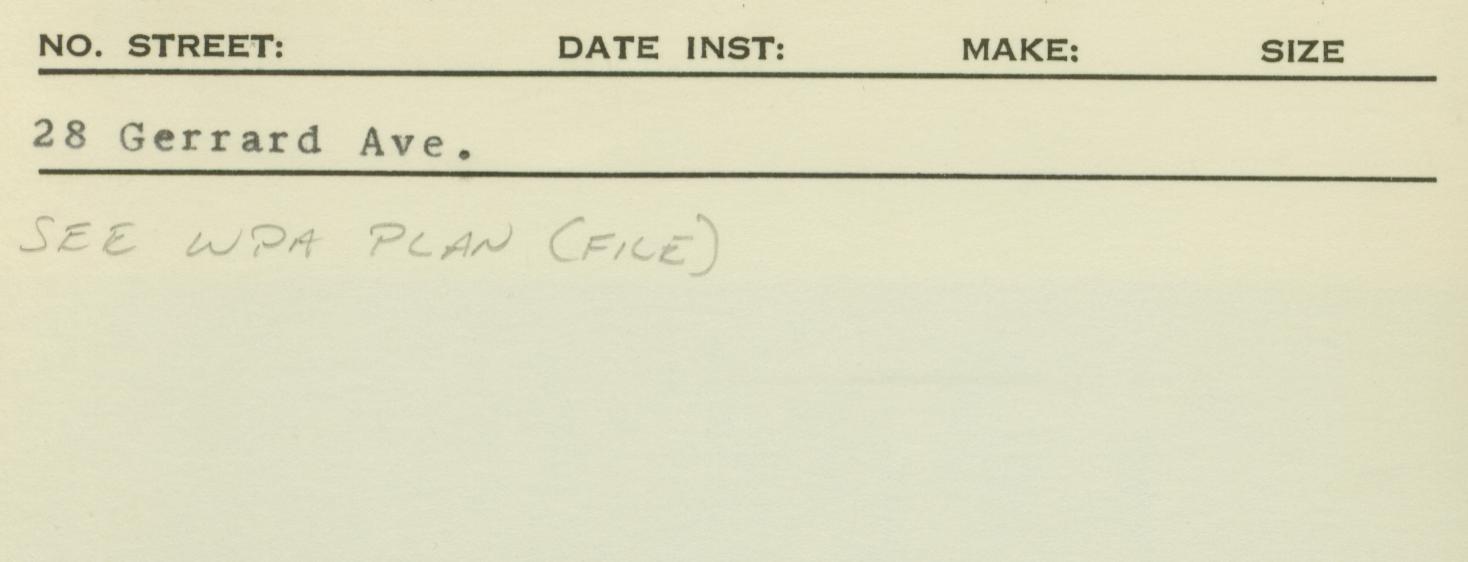 NO. STREET: DATE INST: MAKE: SIZE
28 Gerrard Ave.
SEE WPA PLAN (FILE)